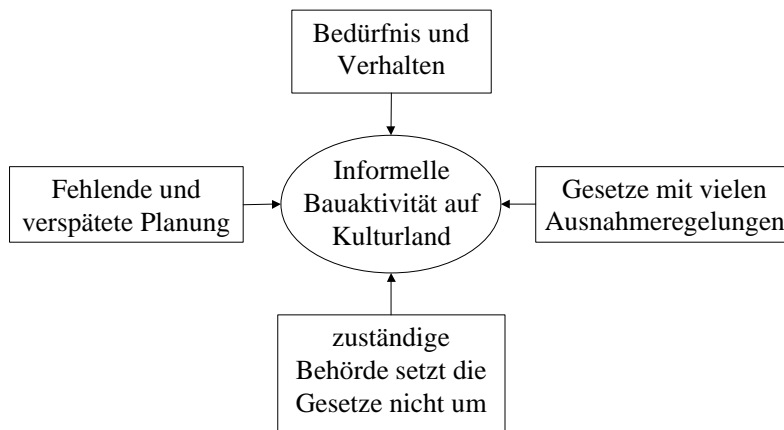 Bedürfnis und
Verhalten
Fehlende und
verspätete Planung
Informelle
Bauaktivität auf
Kulturland
Gesetze mit vielen
Ausnahmeregelungen
zuständige
Behörde setzt die
Gesetze nicht um